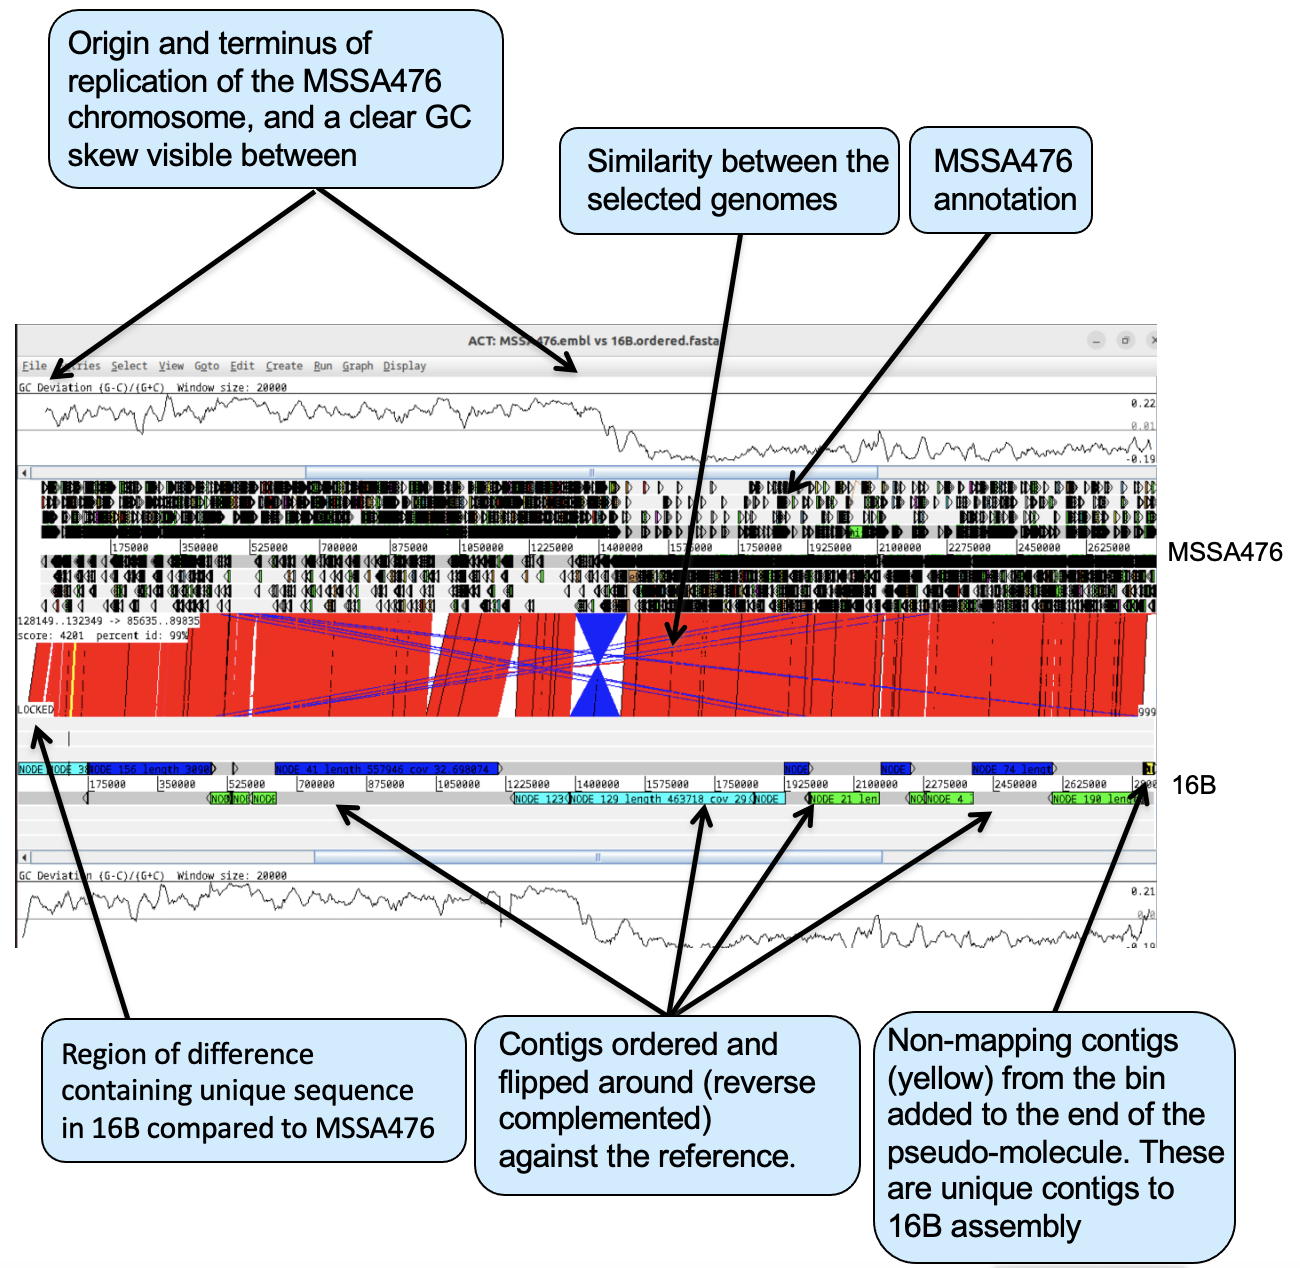 Origin and terminus of
replication of the MSSA476
chromosome, and a clear GC
skew visible between
Similarity between the
selected genomes
MSSA476
annotation
ACT: MSSA476.embl vs 16B.ordered.fasta
File Entries Select View Goto Edit Create Run Graph Display
GC Deviation (G-C)/(G+C) Window size: 20000
0.22
0.01
-0.19
175000 350000 525000 700000 875000 1050000 1225000 1400000 1575000 1750000 1925000 2100000 2275000 2450000 2625000
MSSA476
128149..132349 -> 85635..89835
score: 4201 percent id: 99%
LOCKED
999
NODE NODE 38 NODE 156 length 3090 NODE 41 length 557946 cov 32.698074 NODE NODE NODE 74 lengt
175000 350000 525000 700000 875000 1050000 1225000 1400000 1575000 1750000 1925000 2100000 2275000 2450000 2625000
16B
NODE NODE NODE 123 NODE 129 length 463718 cov 29. NODE NODE 21 len NODE 4 NODE 190 leng
GC Deviation (G-C)/(G+C) Window size: 20000
0.21
-0.19
Region of difference
containing unique sequence
in 16B compared to MSSA476
Contigs ordered and
flipped around (reverse
complemented)
against the reference.
Non-mapping contigs
(yellow) from the bin
added to the end of the
pseudo-molecule. These
are unique contigs to
16B assembly